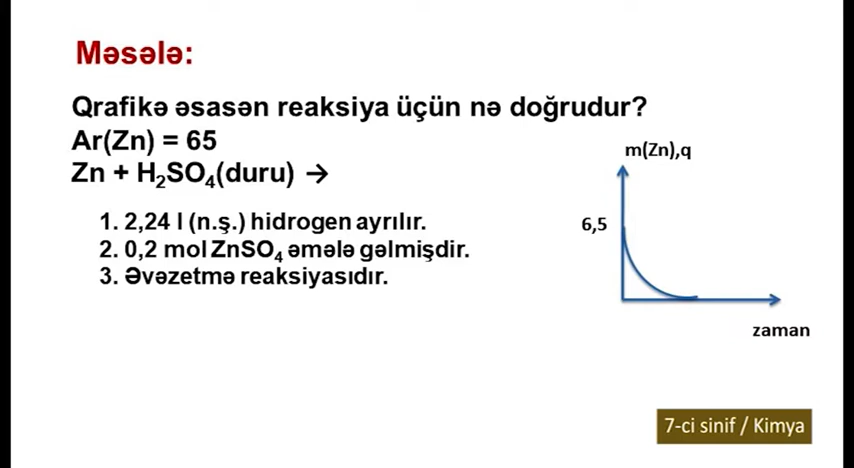 Məsələ:
Qrafikə əsasən reaksiya üçün nə doğrudur?
Ar(Zn) = 65
Zn + H₂SO₄(duru) →
1. 2,24 l (n.ş.) hidrogen ayrılır.
2. 0,2 mol ZnSO₄ əmələ gəlmişdir.
3. Əvəzetmə reaksiyasıdır.
m(Zn),q
6,5
zaman
7-ci sinif / Kimya